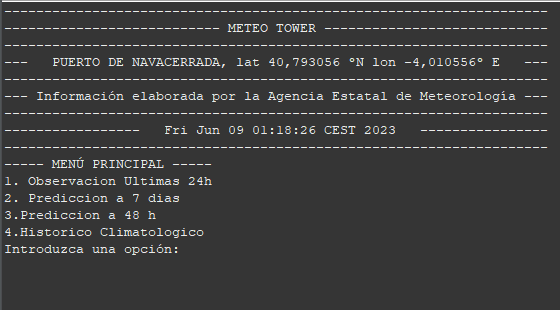 --------------------------------------------------------------------
--------------------------- METEO TOWER ----------------------------
--------------------------------------------------------------------
---   PUERTO DE NAVACERRADA, lat 40,793056 ºN lon -4,010556º E   ---
--------------------------------------------------------------------
--- Información elaborada por la Agencia Estatal de Meteorología ---
--------------------------------------------------------------------
-----------------   Fri Jun 09 01:18:26 CEST 2023   ----------------
--------------------------------------------------------------------
----- MENÚ PRINCIPAL -----
1. Observacion Ultimas 24h
2. Prediccion a 7 dias
3.Prediccion a 48 h
4.Historico Climatologico
Introduzca una opción: